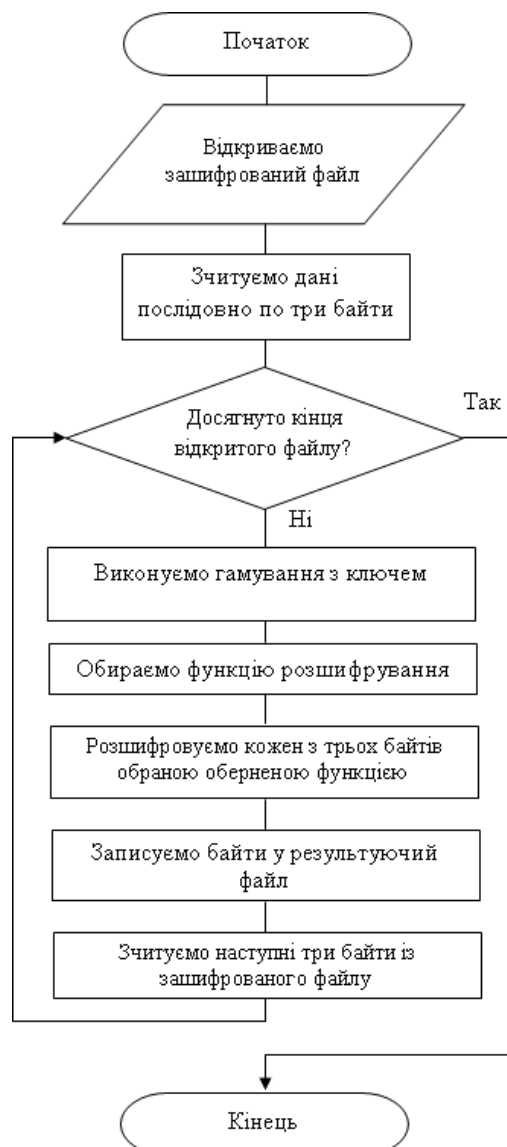 Початок
Відкриваємо
зашифрований файл
Зчитуємо дані
послідовно по три байти
Досягнуто кінця
відкритого файлу?
Так
Ні
Виконуємо гамування з ключем
Обираємо функцію розшифрування
Розшифровуємо кожен з трьох байтів
обраною оберненою функцією
Записуємо байти у результуючий
файл
Зчитуємо наступні три байти із
зашифрованого файлу
Кінець